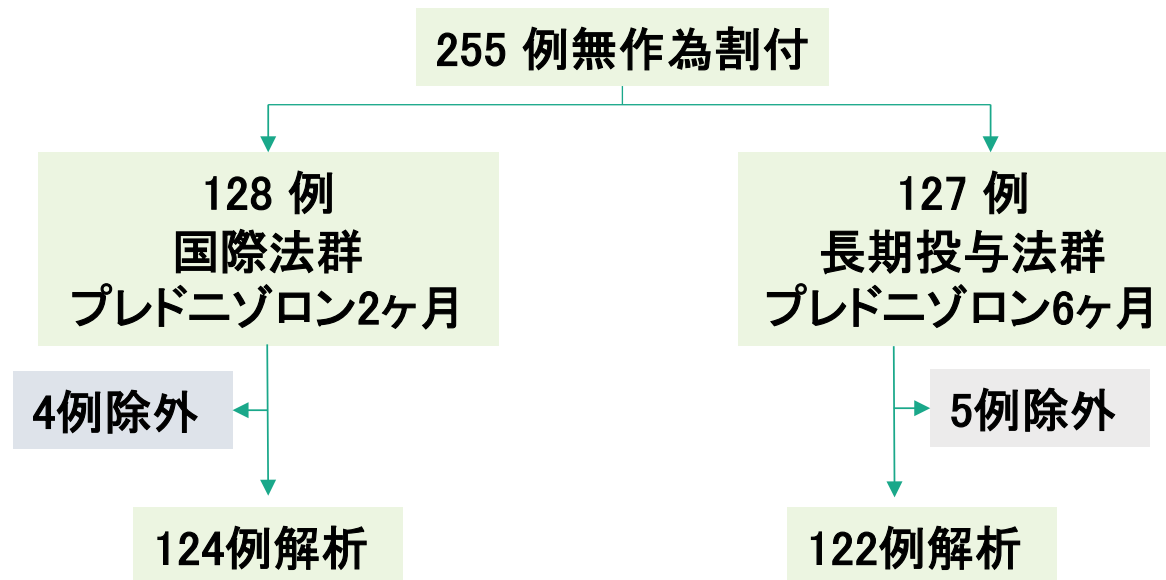 255 例無作為割付
128 例
国際法群
プレドニゾロン2ヶ月
127 例
長期投与法群
プレドニゾロン6ヶ月
4例除外
5例除外
124例解析
122例解析